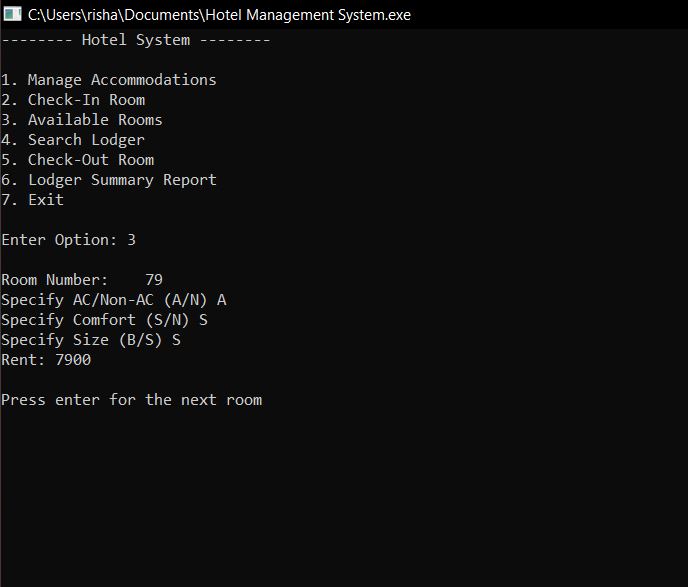 C:\Users\risha\Documents\Hotel Management System.exe
-------- Hotel System --------
1. Manage Accommodations
2. Check-In Room
3. Available Rooms
4. Search Lodger
5. Check-Out Room
6. Lodger Summary Report
7. Exit
Enter Option: 3
Room Number:    79
Specify AC/Non-AC (A/N) A
Specify Comfort (S/N) S
Specify Size (B/S) S
Rent: 7900
Press enter for the next room